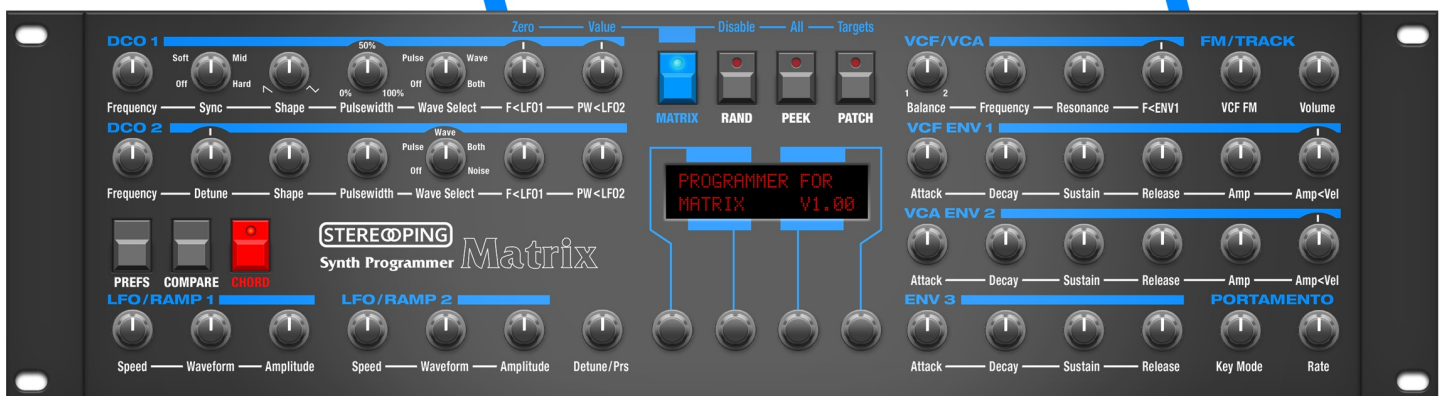 Zero Value Disable All Targets
DCO 1
50%
Soft Mid
Off Hard
0% 100%
Pulse Wave
Off Both
Frequency Sync Shape Pulsewidth Wave Select F<LFO1 PW<LFO2
MATRIX RAND PEEK PATCH
VCF/VCA FM/TRACK
1 2
Balance Frequency Resonance F<ENV1 VCF FM Volume
DCO 2
Wave
Pulse Both
Off Noise
Frequency Detune Shape Pulsewidth Wave Select F<LFO1 PW<LFO2
PROGRAMMER FOR
MATRIX V1.00
VCF ENV 1
Attack Decay Sustain Release Amp Amp<Vel
VCA ENV 2
Attack Decay Sustain Release Amp Amp<Vel
PREFS COMPARE CHORD
STEREOPING
Synth Programmer Matrix
LFO/RAMP 1 LFO/RAMP 2
Speed Waveform Amplitude Speed Waveform Amplitude Detune/Prs
ENV 3 PORTAMENTO
Attack Decay Sustain Release Key Mode Rate